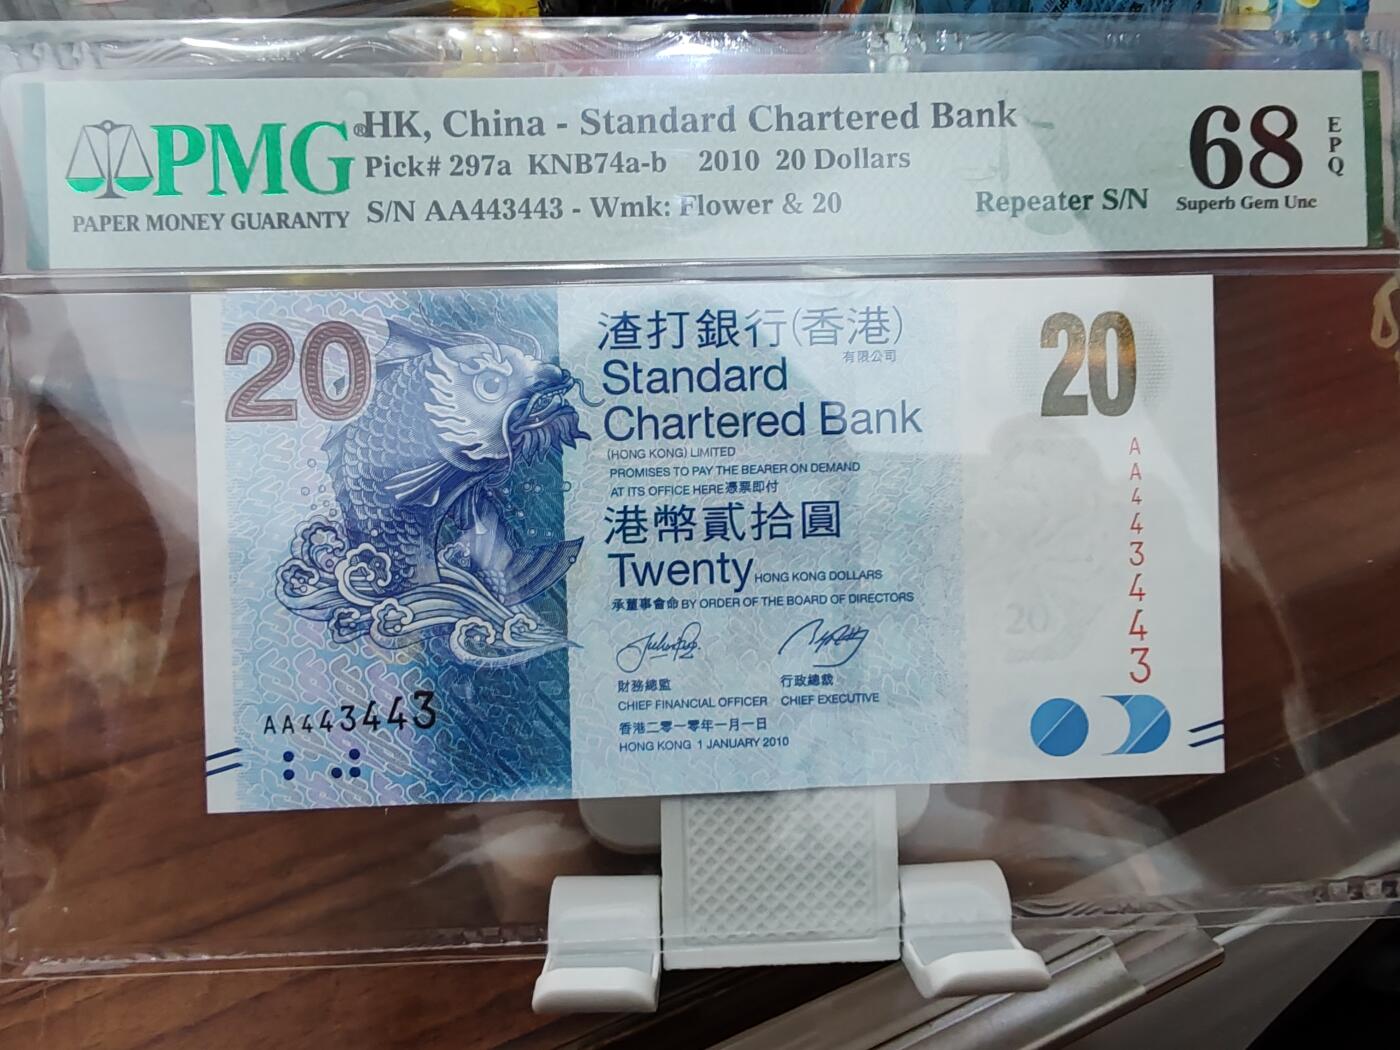 PMG®
PAPER MONEY GUARANTY
HK, China - Standard Chartered Bank
Pick# 297a KNB74a-b 2010 20 Dollars
S/N AA443443 - Wmk: Flower & 20
Repeater S/N
68
EPQ
Superb Gem Unc
20
渣打銀行(香港)
有限公司
Standard
Chartered Bank
(HONG KONG) LIMITED
PROMISES TO PAY THE BEARER ON DEMAND
AT ITS OFFICE HERE 憑票即付
港幣貳拾圓
Twenty HONG KONG DOLLARS
承董事會命 BY ORDER OF THE BOARD OF DIRECTORS
財務總監
CHIEF FINANCIAL OFFICER
行政總裁
CHIEF EXECUTIVE
香港二零一零年一月一日
HONG KONG 1 JANUARY 2010
AA443443
20
AA443443
20